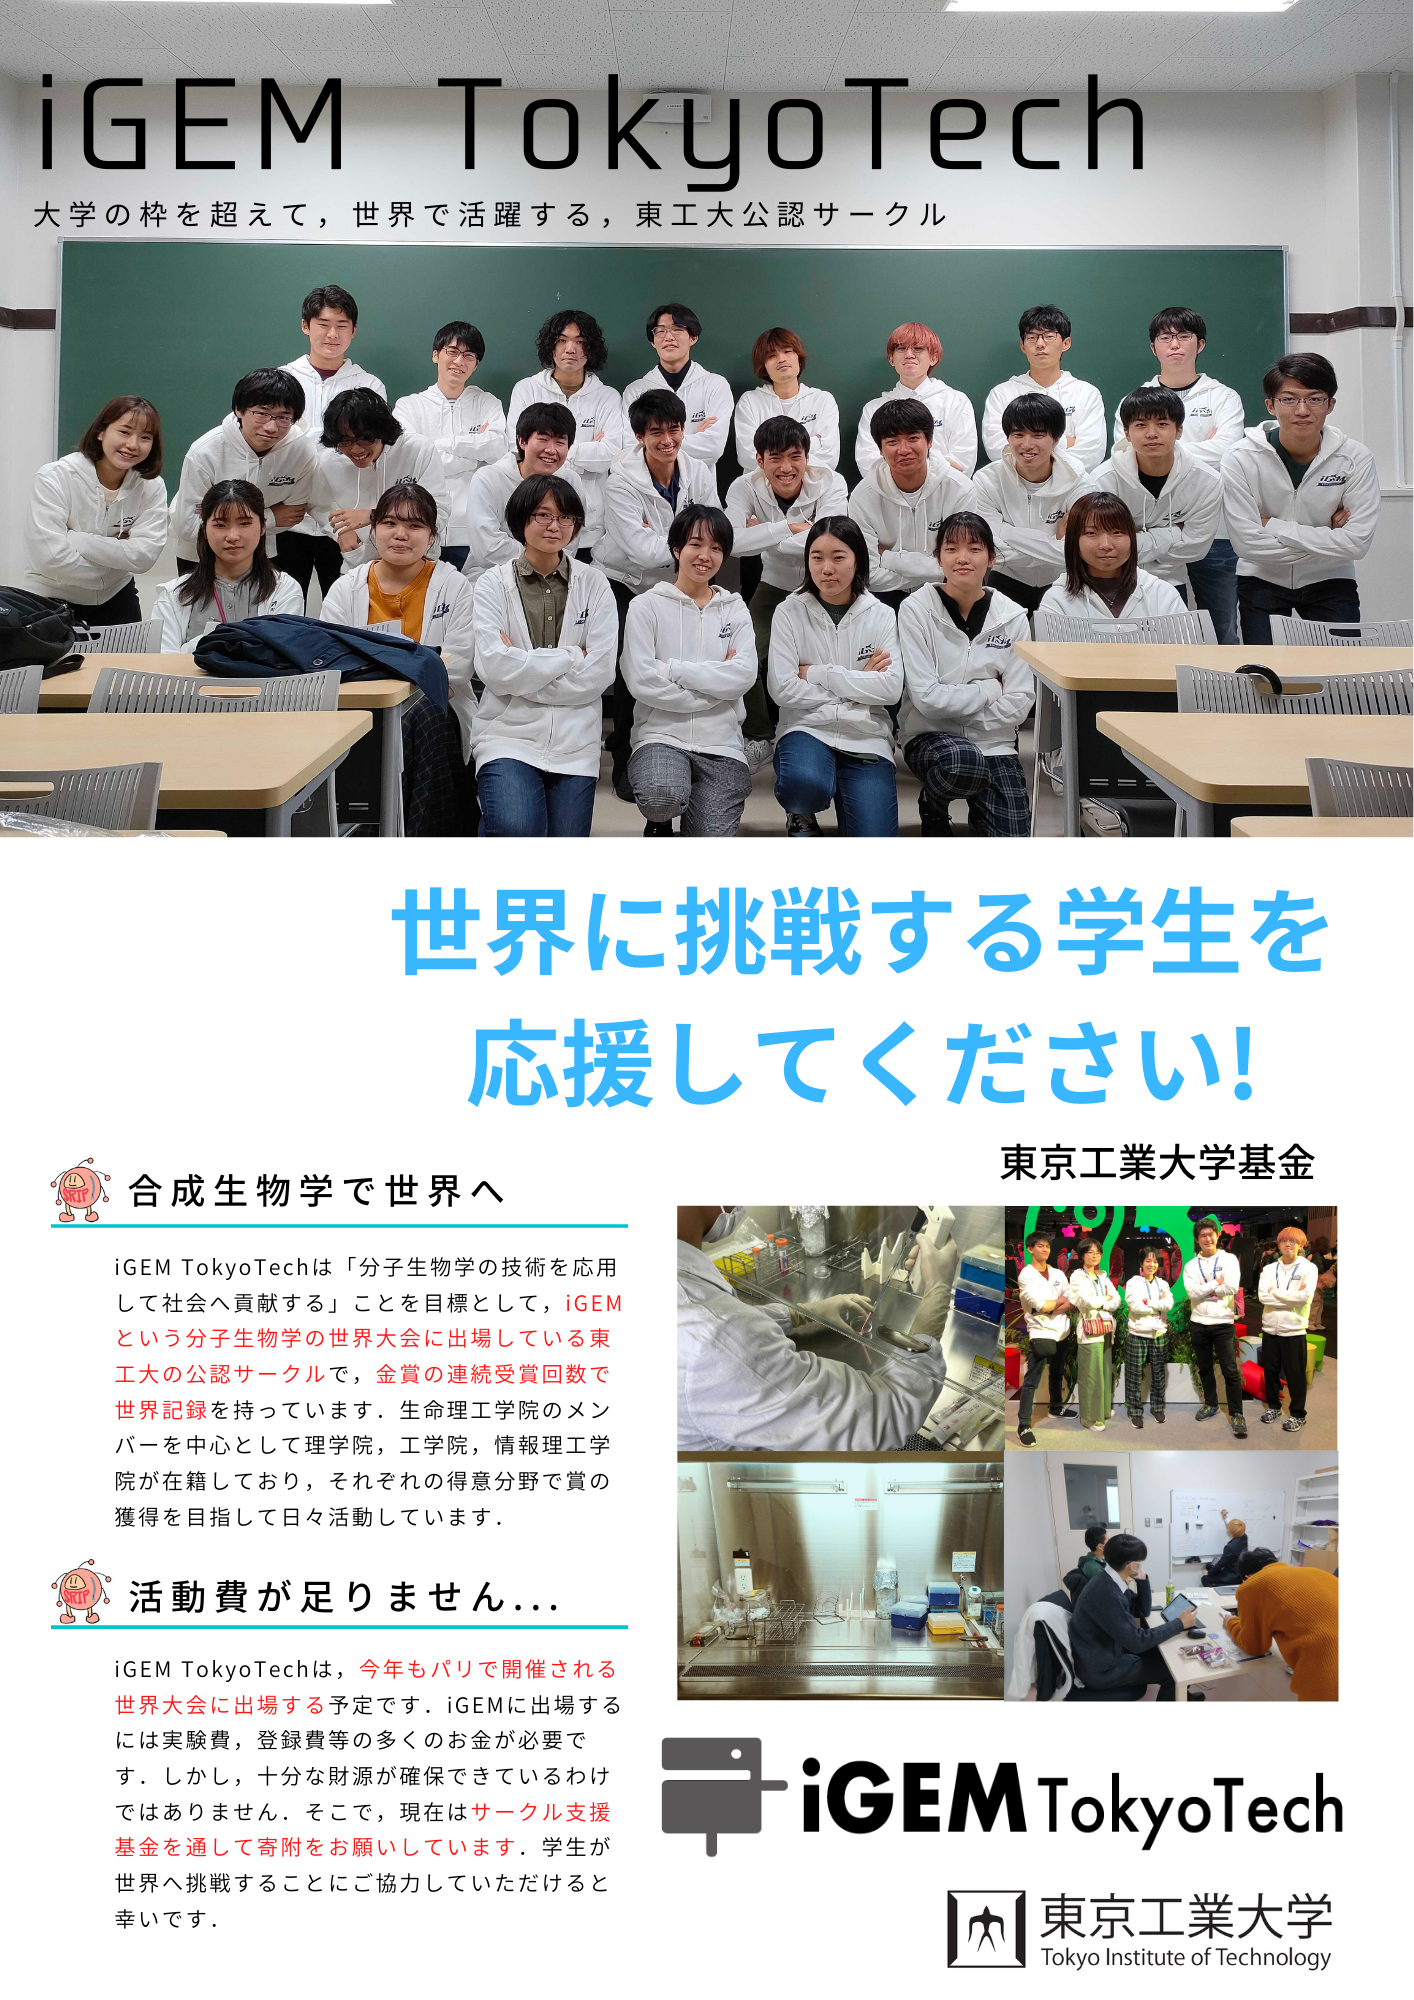 iGEM TokyoTech
大学の枠を超えて，世界で活躍する，東工大公認サークル
世界に挑戦する学生を
応援してください!
東京工業大学基金
SRIP
合成生物学で世界へ
iGEM TokyoTechは「分子生物学の技術を応用
して社会へ貢献する」ことを目標として，iGEM
という分子生物学の世界大会に出場している東
工大の公認サークルで，金賞の連続受賞回数で
世界記録を持っています．生命理工学院のメン
バーを中心として理学院，工学院，情報理工学
院が在籍しており，それぞれの得意分野で賞の
獲得を目指して日々活動しています．
SRIP
活動費が足りません...
iGEM TokyoTechは，今年もパリで開催される
世界大会に出場する予定です．iGEMに出場する
には実験費，登録費等の多くのお金が必要で
す．しかし，十分な財源が確保できているわけ
ではありません．そこで，現在はサークル支援
基金を通して寄附をお願いしています．学生が
世界へ挑戦することにご協力していただけると
幸いです．
iGEM TokyoTech
東京工業大学
Tokyo Institute of Technology